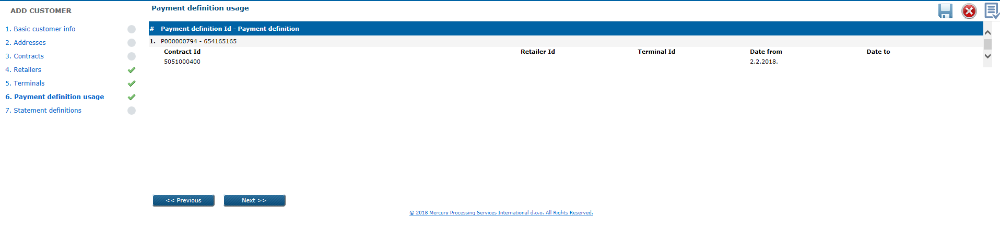 ADD CUSTOMER
1. Basic customer info
2. Addresses
3. Contracts
4. Retailers
5. Terminals
6. Payment definition usage
7. Statement definitions
Payment definition usage
# Payment definition Id - Payment definition
1. P000000794 - 654165165
Contract Id Retailer Id Terminal Id Date from Date to
5051000400 2.2.2018.
<< Previous Next >>
© 2018 Mercury Processing Services International d.o.o. All Rights Reserved.